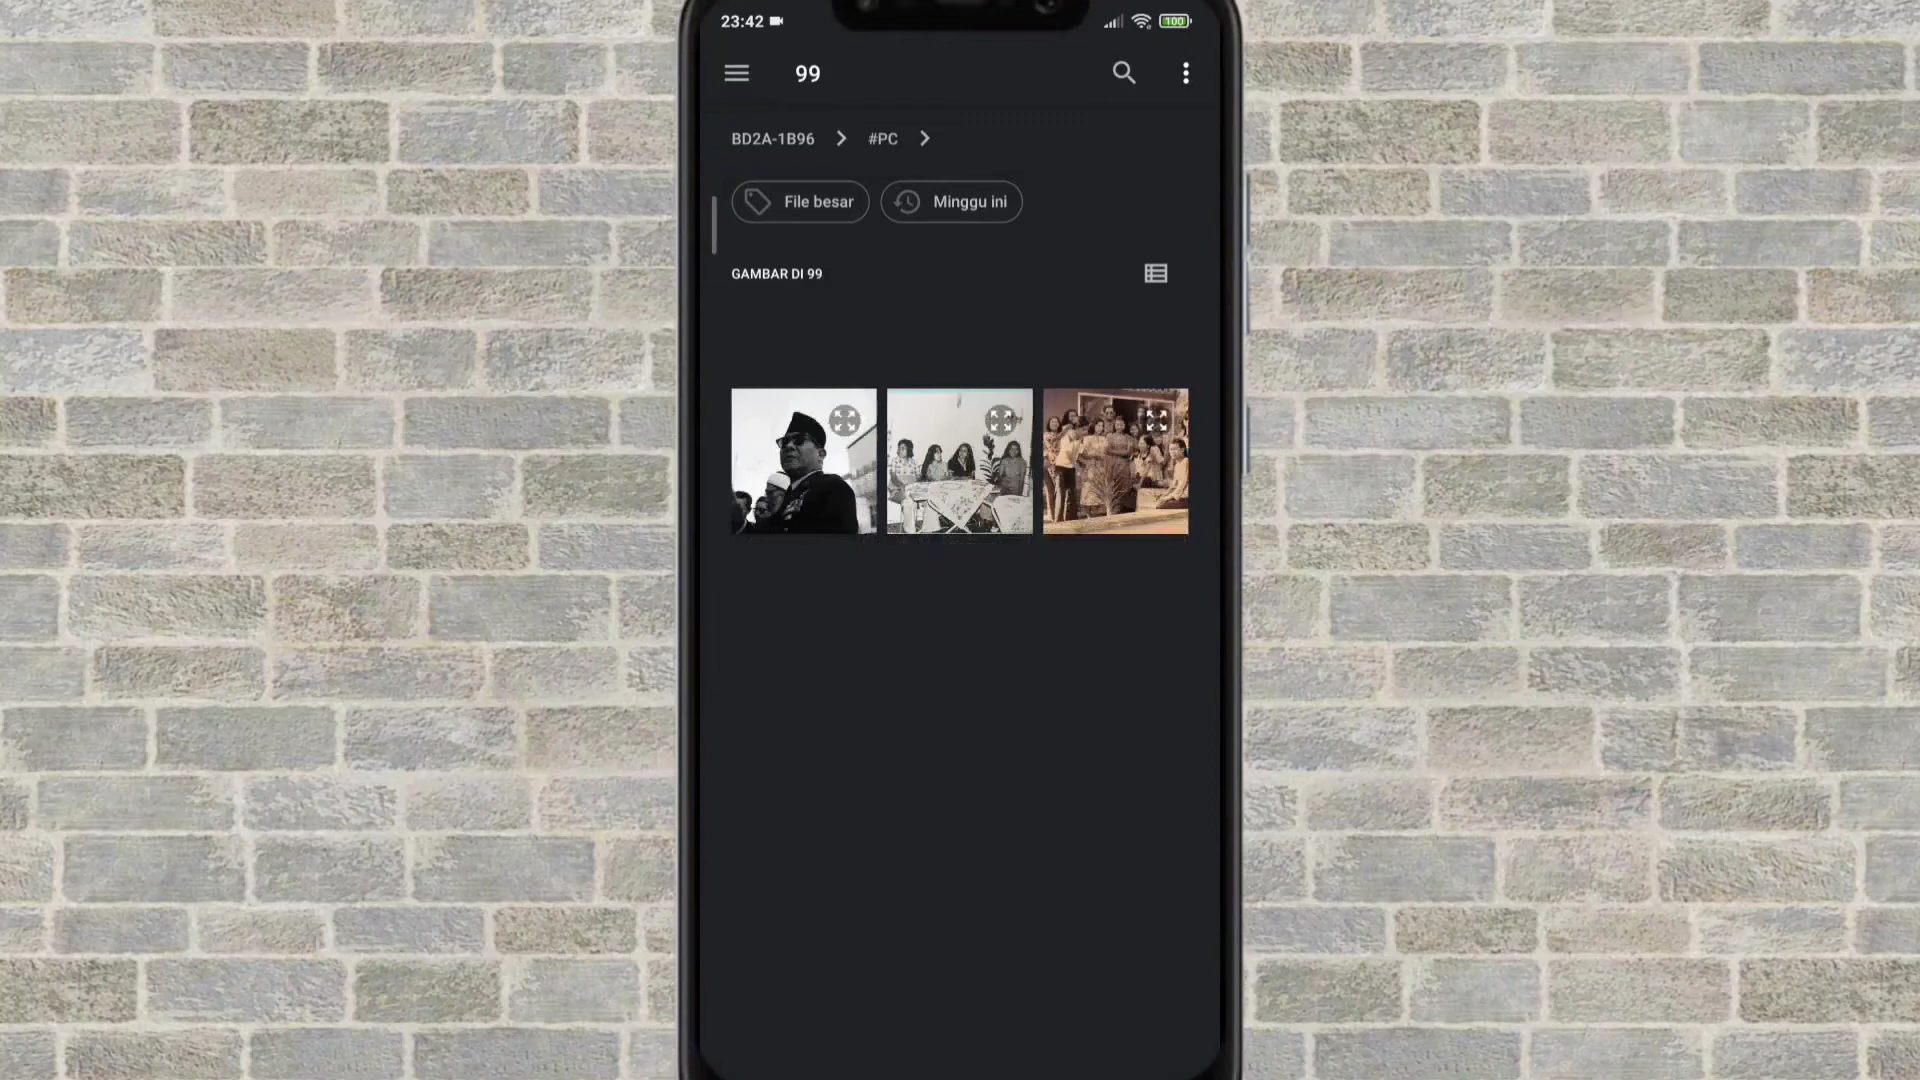 23:42
100
99
BD2A-1B96 > #PC >
File besar
Minggu ini
GAMBAR DI 99